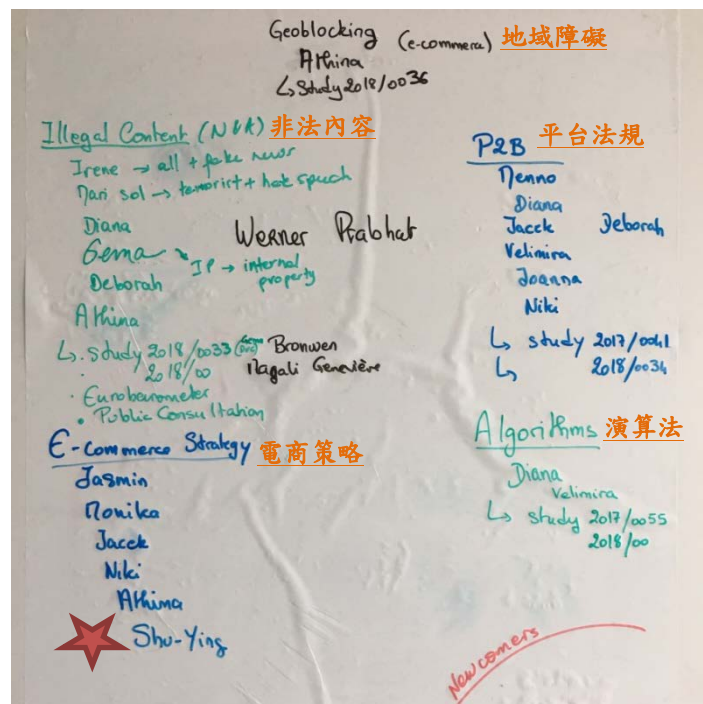 Geoblocking (e-commerce) 地域障礙
Athina
↳ Study 2018/0036
Illegal Content (N&A) 非法內容
Irene → all + fake news
Mari sol → terrorist + hate speech
Diana
Gema ↘ IP → internal property
Deborah
Athina
↳ · study 2018/0033
· 2018/00
· Eurobarometer
• Public Consultation
Werner Prabhat
Bronwen
Magali Geneviève
P2B 平台法規
Menno
Diana
Jacek Deborah
Velimira
Joanna
Niki
↳ study 2017/0041
↳ 2018/0034
E-commerce Strategy 電商策略
Jasmin
Monika
Jacek
Niki
Athina
Shu-Ying
Algorithms 演算法
Diana
Velimira
↳ study 2017/0055
2018/00
Newcomers